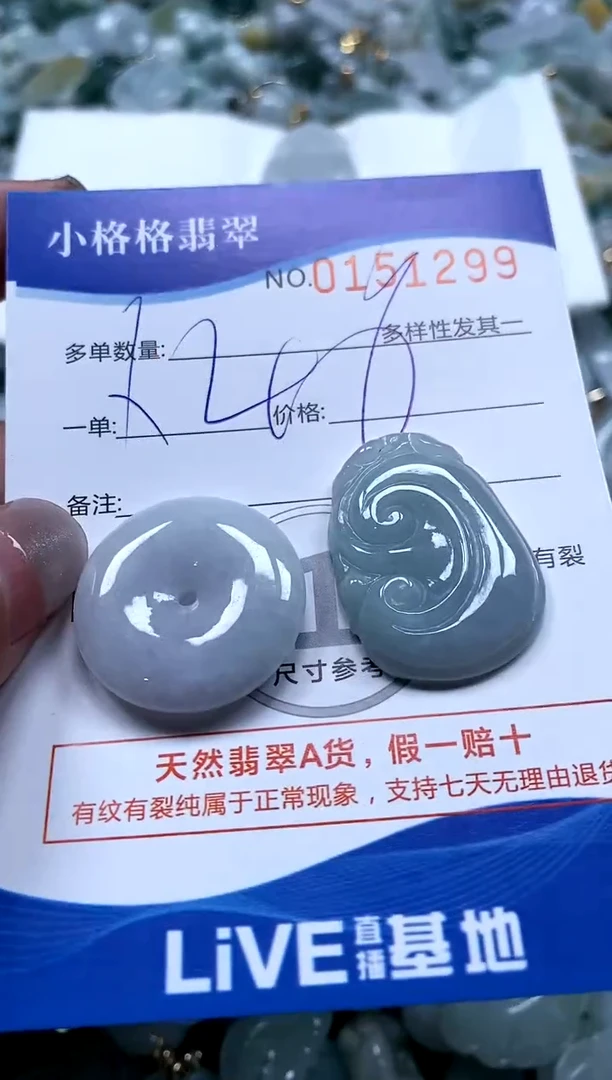 小格格翡翠
NO.0151299
多单数量:
多样性发其一
一单:
价格:
备注:
有裂
尺寸参考
天然翡翠A货，假一赔十
有纹有裂纯属于正常现象，支持七天无理由退货
LiVE直播基地